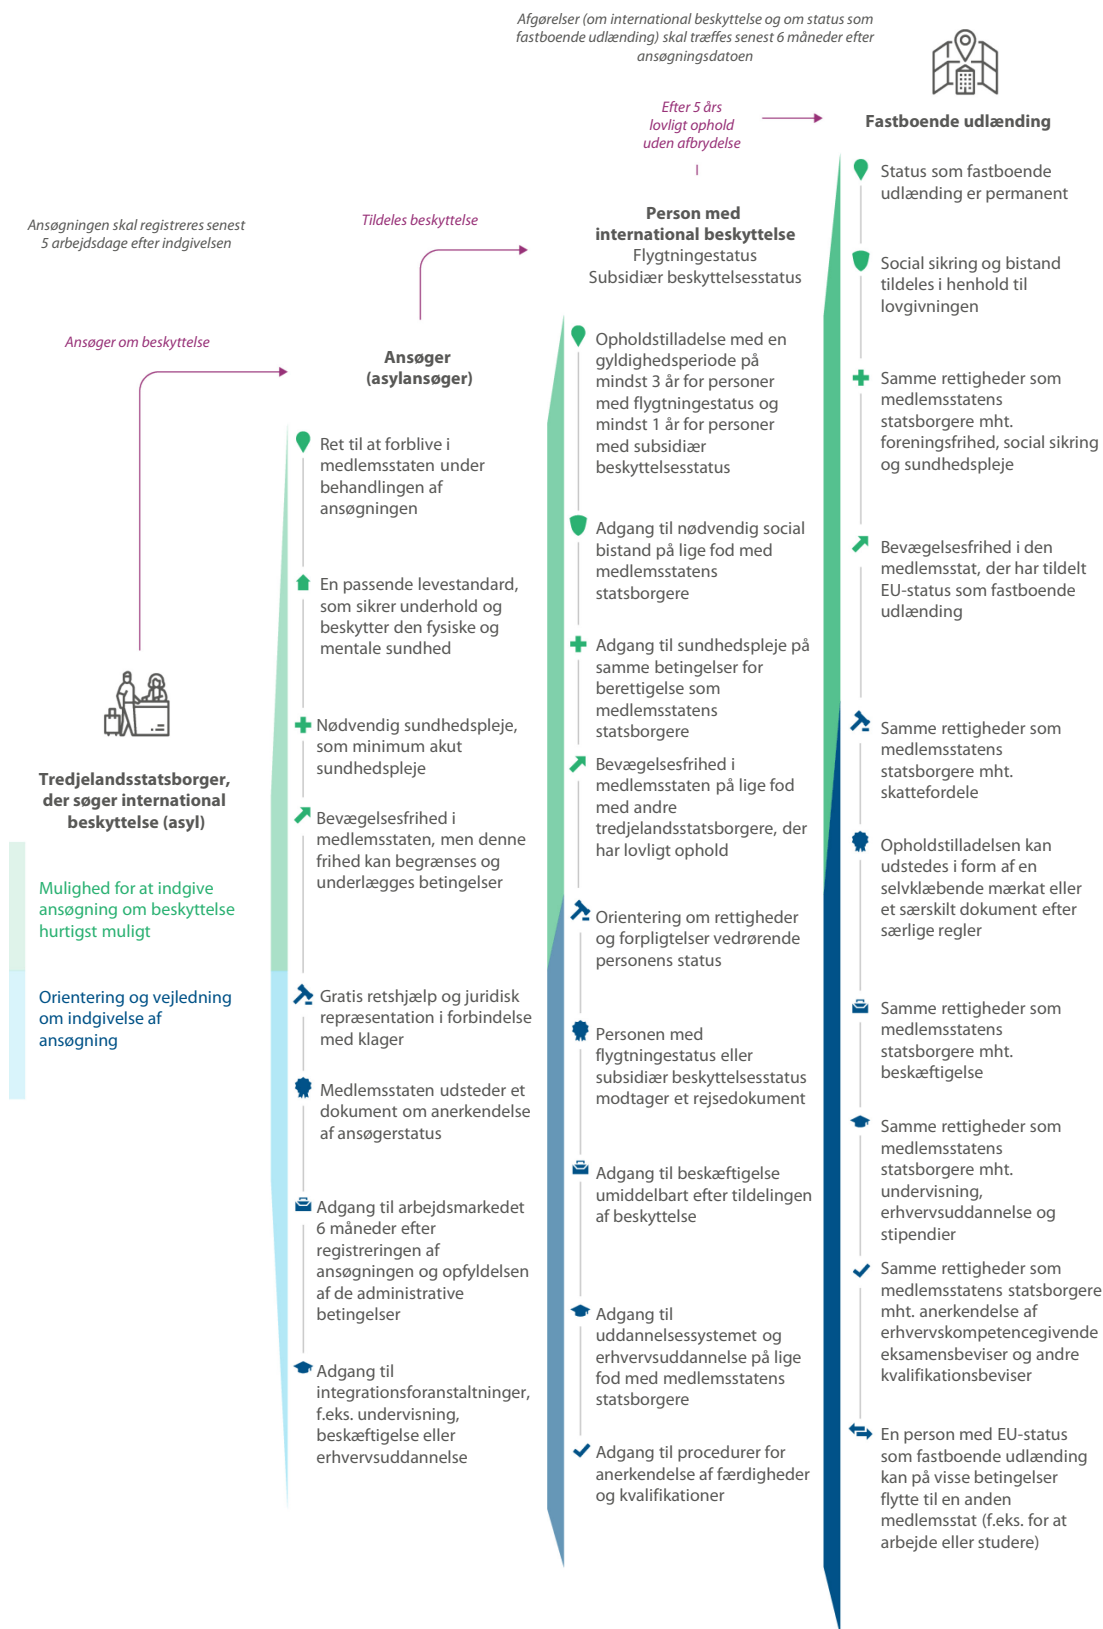 Afgørelser (om international beskyttelse og om status som
fastboende udlænding) skal træffes senest 6 måneder efter
ansøgningsdatoen
Efter 5 års
lovligt ophold
uden afbrydelse
Fastboende udlænding
Status som fastboende
udlænding er permanent
Social sikring og bistand
tildeles i henhold til
lovgivningen
Samme rettigheder som
medlemsstatens
statsborgere mht.
foreningsfrihed, social sikring
og sundhedspleje
Bevægelsesfrihed i den
medlemsstat, der har tildelt
EU-status som fastboende
udlænding
Samme rettigheder som
medlemsstatens
statsborgere mht.
skattefordele
Opholdstilladelsen kan
udstedes i form af en
selvklæbende mærkat eller
et særskilt dokument efter
særlige regler
Samme rettigheder som
medlemsstatens
statsborgere mht.
beskæftigelse
Samme rettigheder som
medlemsstatens
statsborgere mht.
undervisning,
erhvervsuddannelse og
stipendier
Samme rettigheder som
medlemsstatens statsborgere
mht. anerkendelse af
erhvervskompetencegivende
eksamensbeviser og andre
kvalifikationsbeviser
En person med EU-status
som fastboende udlænding
kan på visse betingelser
flytte til en anden
medlemsstat (f.eks. for at
arbejde eller studere)
Tildeles beskyttelse
Person med
international beskyttelse
Flygtningestatus
Subsidiær beskyttelsesstatus
Opholdstilladelse med en
gyldighedsperiode på
mindst 3 år for personer
med flygtningestatus og
mindst 1 år for personer
med subsidiær
beskyttelsesstatus
Adgang til nødvendig social
bistand på lige fod med
medlemsstatens
statsborgere
Adgang til sundhedspleje på
samme betingelser for
berettigelse som
medlemsstatens
statsborgere
Bevægelsesfrihed i
medlemsstaten på lige fod
med andre
tredjelandsstatsborgere, der
har lovligt ophold
Orientering om rettigheder
og forpligtelser vedrørende
personens status
Personen med
flygtningestatus eller
subsidiær beskyttelsesstatus
modtager et rejsedokument
Adgang til beskæftigelse
umiddelbart efter tildelingen
af beskyttelse
Adgang til
uddannelsessystemet og
erhvervsuddannelse på lige
fod med medlemsstatens
statsborgere
Adgang til procedurer for
anerkendelse af færdigheder
og kvalifikationer
Ansøgningen skal registreres senest
5 arbejdsdage efter indgivelsen
Ansøger om beskyttelse
Ansøger
(asylansøger)
Ret til at forblive i
medlemsstaten under
behandlingen af
ansøgningen
En passende levestandard,
som sikrer underhold og
beskytter den fysiske og
mentale sundhed
Nødvendig sundhedspleje,
som minimum akut
sundhedspleje
Bevægelsesfrihed i
medlemsstaten, men denne
frihed kan begrænses og
underlægges betingelser
Gratis retshjælp og juridisk
repræsentation i forbindelse
med klager
Medlemsstaten udsteder et
dokument om anerkendelse
af ansøgerstatus
Adgang til arbejdsmarkedet
6 måneder efter
registreringen af
ansøgningen og opfyldelsen
af de administrative
betingelser
Adgang til
integrationsforanstaltninger,
f.eks. undervisning,
beskæftigelse eller
erhvervsuddannelse
Tredjelandsstatsborger,
der søger international
beskyttelse (asyl)
Mulighed for at indgive
ansøgning om beskyttelse
hurtigst muligt
Orientering og vejledning
om indgivelse af
ansøgning